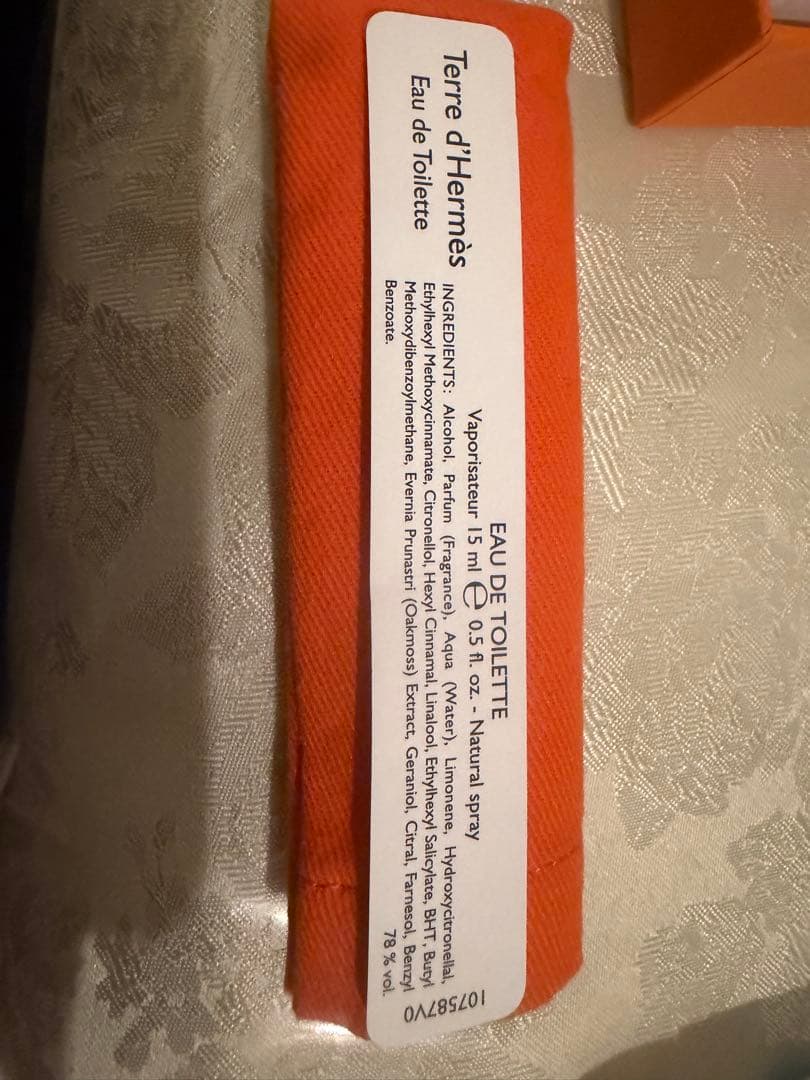 Terre d'Hermès
Eau de Toilette
EAU DE TOILETTE
Vaporisateur 15 ml ℮ 0.5 fl. oz. - Natural spray
INGREDIENTS: Alcohol, Parfum (Fragrance), Aqua (Water), Limonene, Hydroxycitronellal,
Ethylhexyl Methoxycinnamate, Citronellol, Hexyl Cinnamal, Linalool, Ethylhexyl Salicylate, BHT, Butyl
Methoxydibenzoylmethane, Evernia Prunastri (Oakmoss) Extract, Geraniol, Citral, Farnesol, Benzyl
Benzoate.
78 % vol.
107587V0